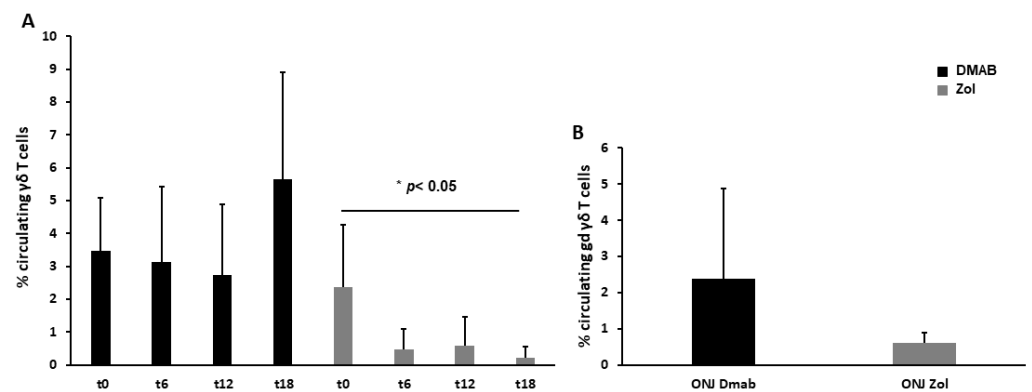 A
% circulating γδ T cells
10
9
8
7
6
5
4
3
2
1
0
* p< 0.05
t0 t6 t12 t18 t0 t6 t12 t18
DMAB
Zol
B
% circulating gd γδ T cells
6
5
4
3
2
1
0
ONJ Dmab ONJ Zol